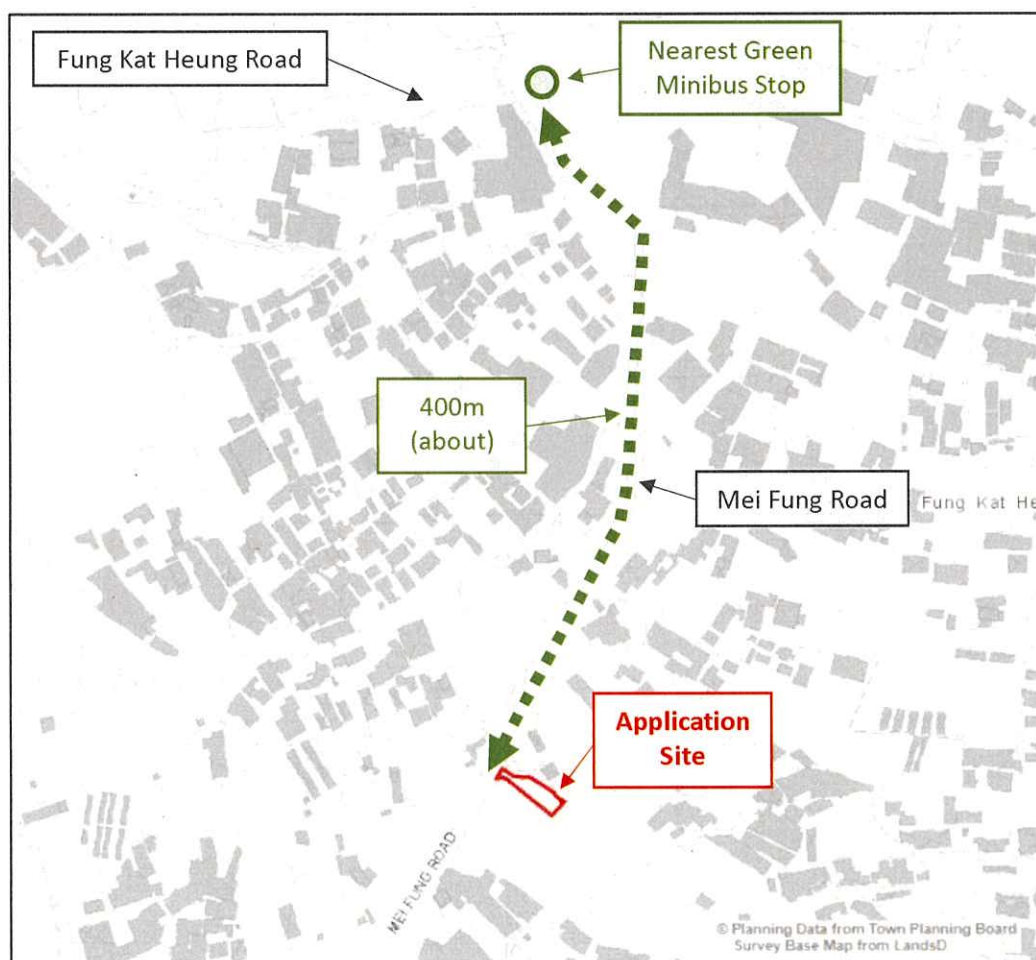 Fung Kat Heung Road
Nearest Green
Minibus Stop
400m
(about)
Mei Fung Road
Fung Kat He
Application
Site
MEI FUNG ROAD
© Planning Data from Town Planning Board
Survey Base Map from LandsD